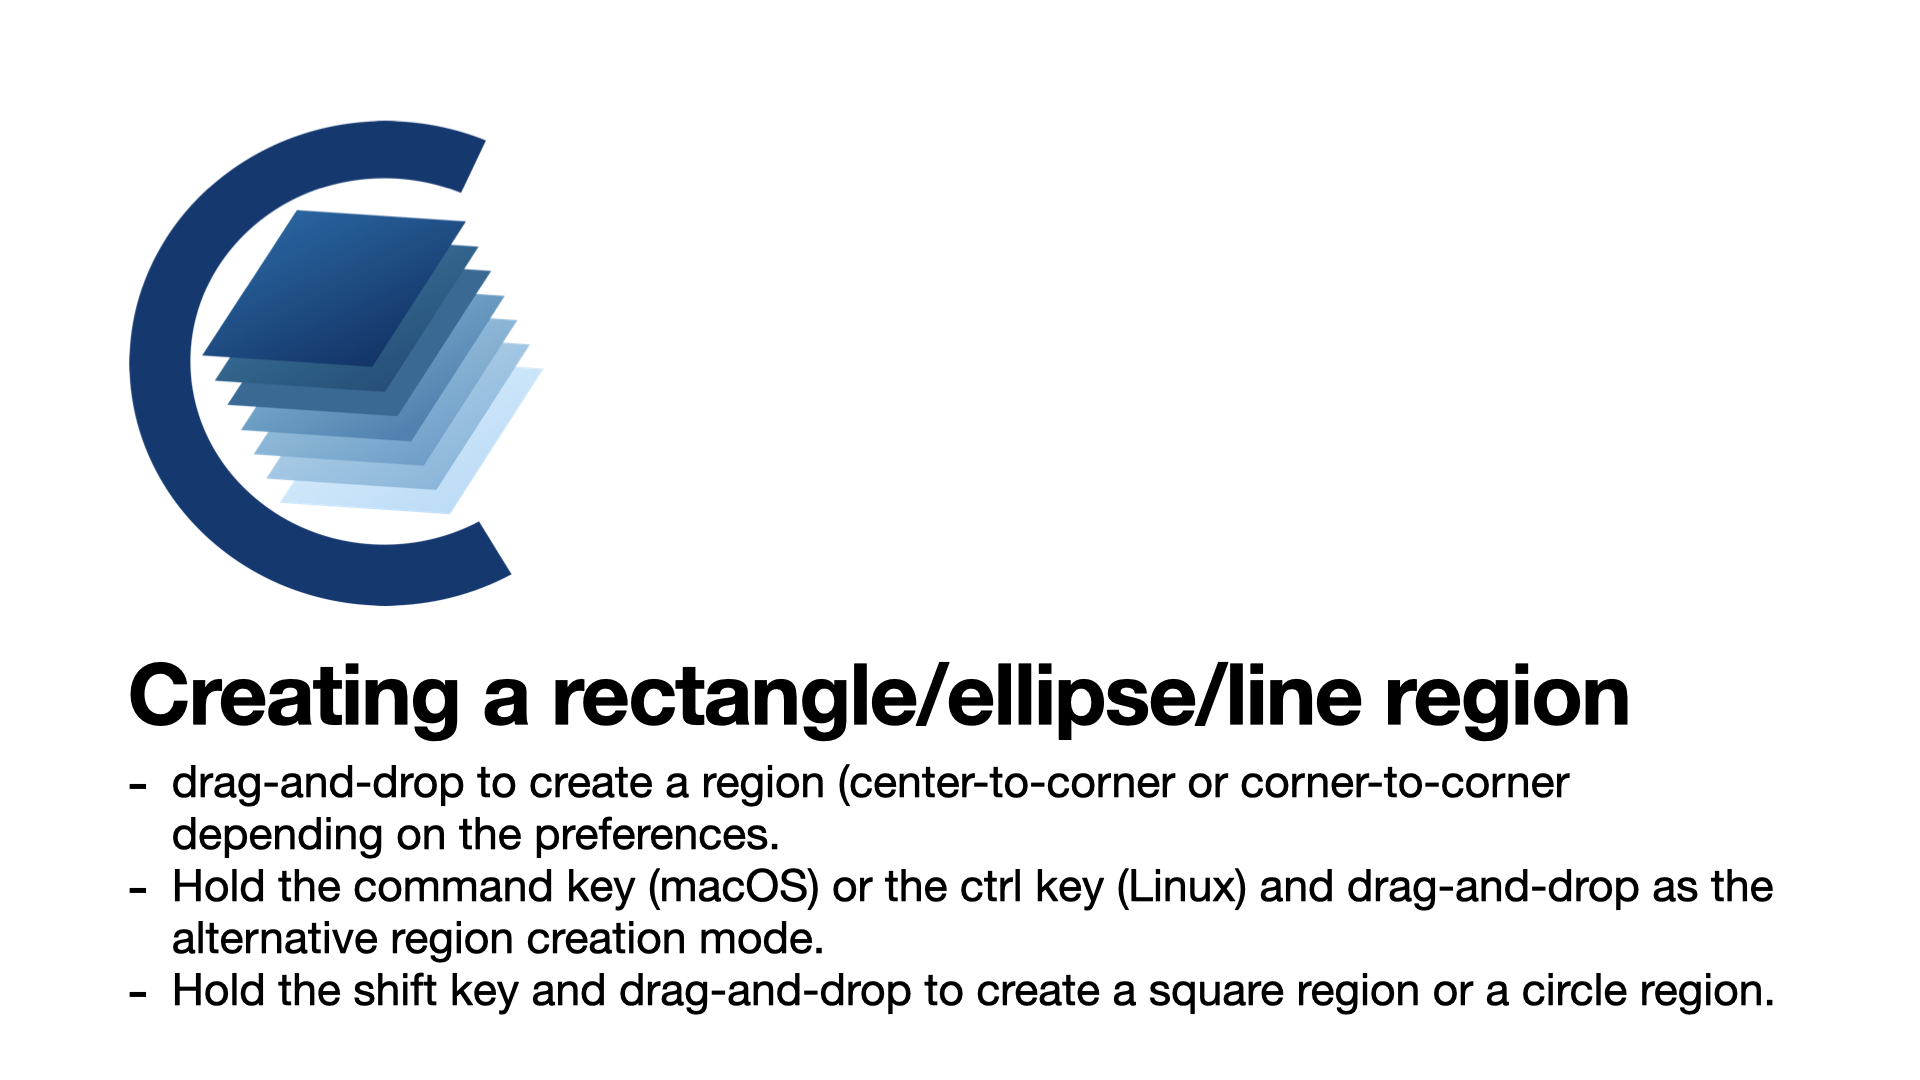 Creating a rectangle/ellipse/line region
- drag-and-drop to create a region (center-to-corner or corner-to-corner
depending on the preferences.
- Hold the command key (macOS) or the ctrl key (Linux) and drag-and-drop as the
alternative region creation mode.
- Hold the shift key and drag-and-drop to create a square region or a circle region.